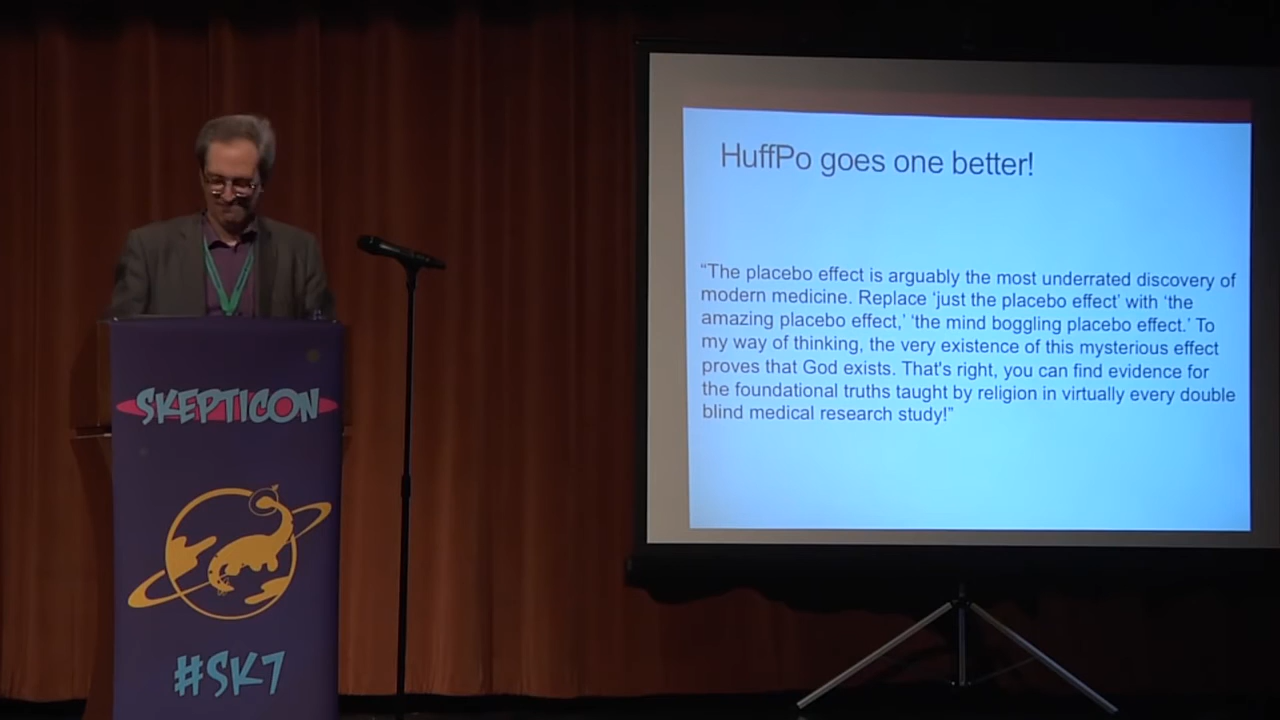 HuffPo goes one better!
“The placebo effect is arguably the most underrated discovery of
modern medicine. Replace ‘just the placebo effect’ with ‘the
amazing placebo effect,’ ‘the mind boggling placebo effect.’ To
my way of thinking, the very existence of this mysterious effect
proves that God exists. That's right, you can find evidence for
the foundational truths taught by religion in virtually every double
blind medical research study!”
SKEPTICON
#SK7